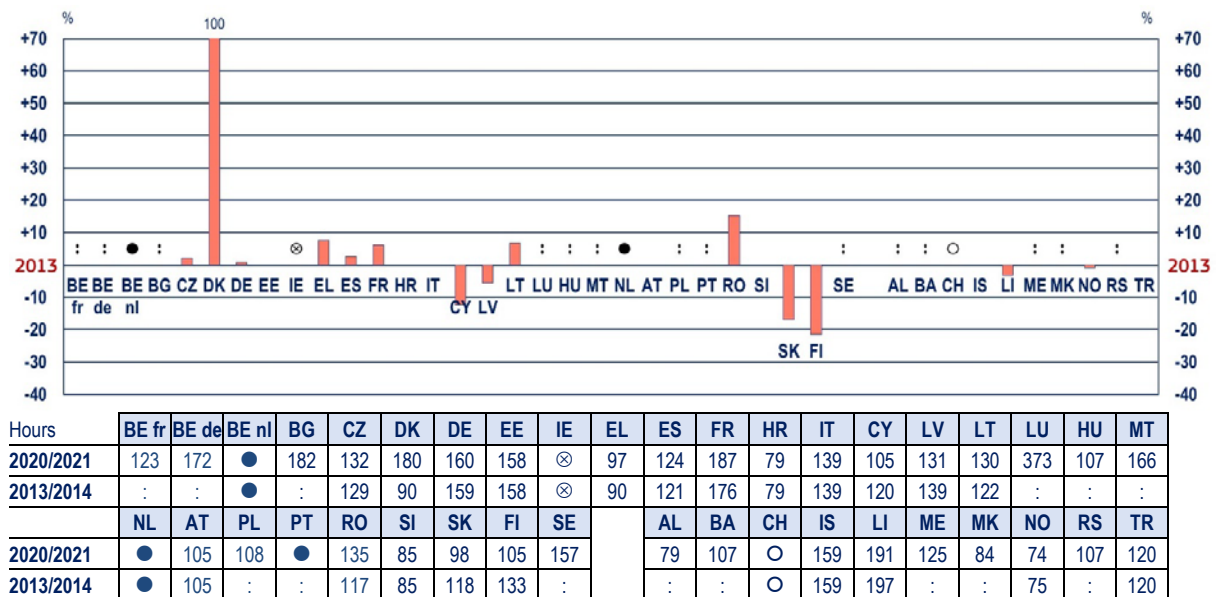 % 100 %
+70 +70
+60 +60
+50 +50
+40 +40
+30 +30
+20 +20
+10 +10
: : ● : ⊗ : : : ● : : : : : ○ : : :
2013 2013
BE BE BE BG CZ DK DE EE IE EL ES FR HR IT LT LU HU MT NL AT PL PT RO SI SE AL BA CH IS LI ME MK NO RS TR
-10 fr de nl CY LV -10
-20 -20
SK FI
-30 -30
-40 -40
Hours BE fr BE de BE nl BG CZ DK DE EE IE EL ES FR HR IT CY LV LT LU HU MT
2020/2021 123 172 ● 182 132 180 160 158 ⊗ 97 124 187 79 139 105 131 130 373 107 166
2013/2014 : : ● : 129 90 159 158 ⊗ 90 121 176 79 139 120 139 122 : : :
NL AT PL PT RO SI SK FI SE AL BA CH IS LI ME MK NO RS TR
2020/2021 ● 105 108 ● 135 85 98 105 157 79 107 ○ 159 191 125 84 74 107 120
2013/2014 ● 105 : : 117 85 118 133 : : : ○ 159 197 : : 75 : 120